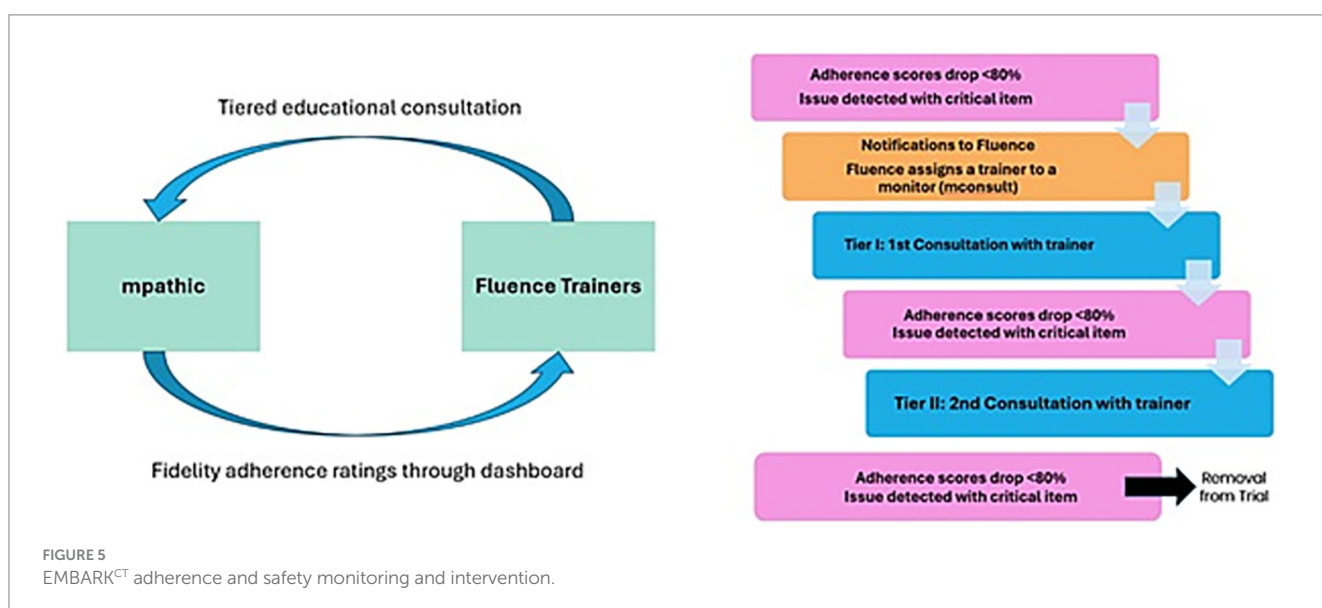 Tiered educational consultation
mpathic
Fluence Trainers
Fidelity adherence ratings through dashboard
Adherence scores drop <80%
Issue detected with critical item
Notifications to Fluence
Fluence assigns a trainer to a
monitor (mconsult)
Tier I: 1st Consultation with trainer
Adherence scores drop <80%
Issue detected with critical item
Tier II: 2nd Consultation with trainer
Adherence scores drop <80%
Issue detected with critical item
Removal
from Trial
FIGURE 5
EMBARKᶜᵀ adherence and safety monitoring and intervention.